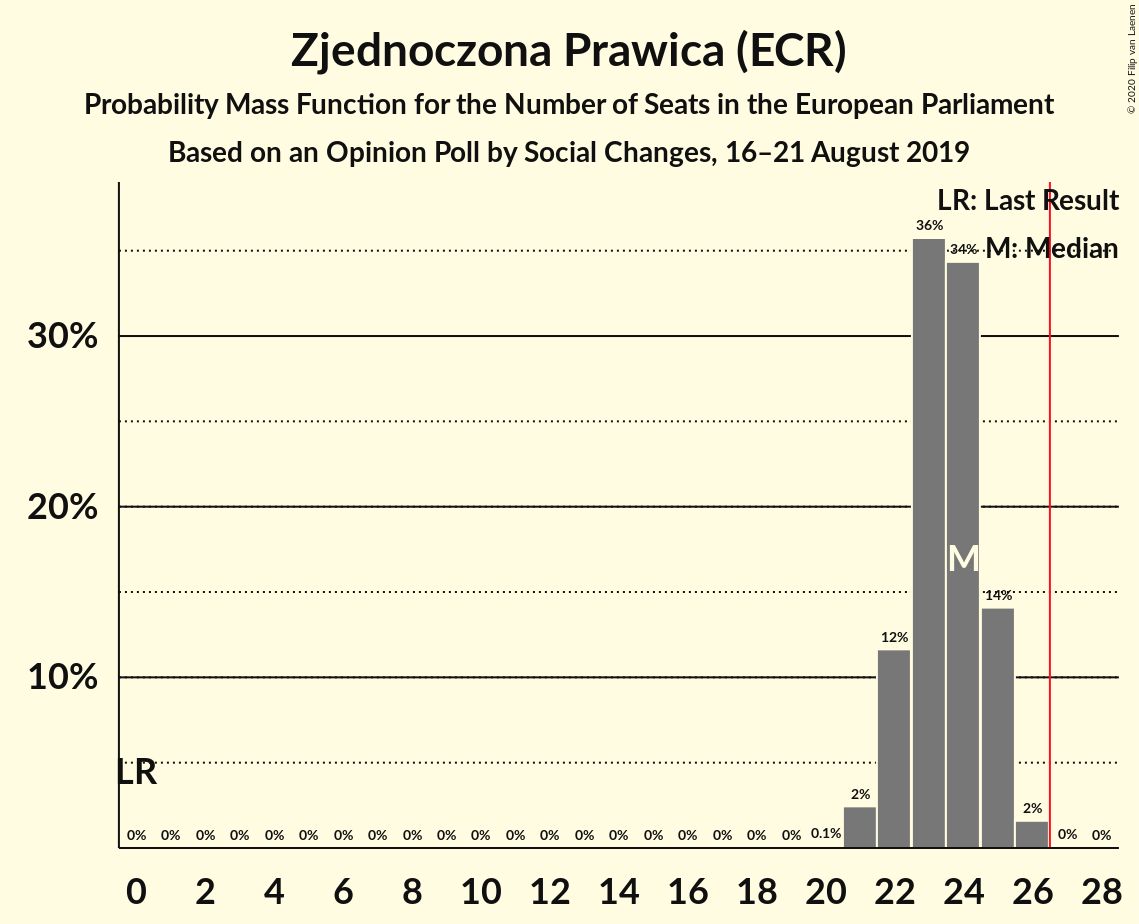 Zjednoczona Prawica (ECR)
Probability Mass Function for the Number of Seats in the European Parliament
Based on an Opinion Poll by Social Changes, 16–21 August 2019
© 2020 Filip van Laenen
LR: Last Result
M: Median
36%
34%
30%
20%
M
14%
12%
10%
LR
2%
2%
0% 0% 0% 0% 0% 0% 0% 0% 0% 0% 0% 0% 0% 0% 0% 0% 0% 0% 0% 0% 0.1% 0% 0%
0 2 4 6 8 10 12 14 16 18 20 22 24 26 28